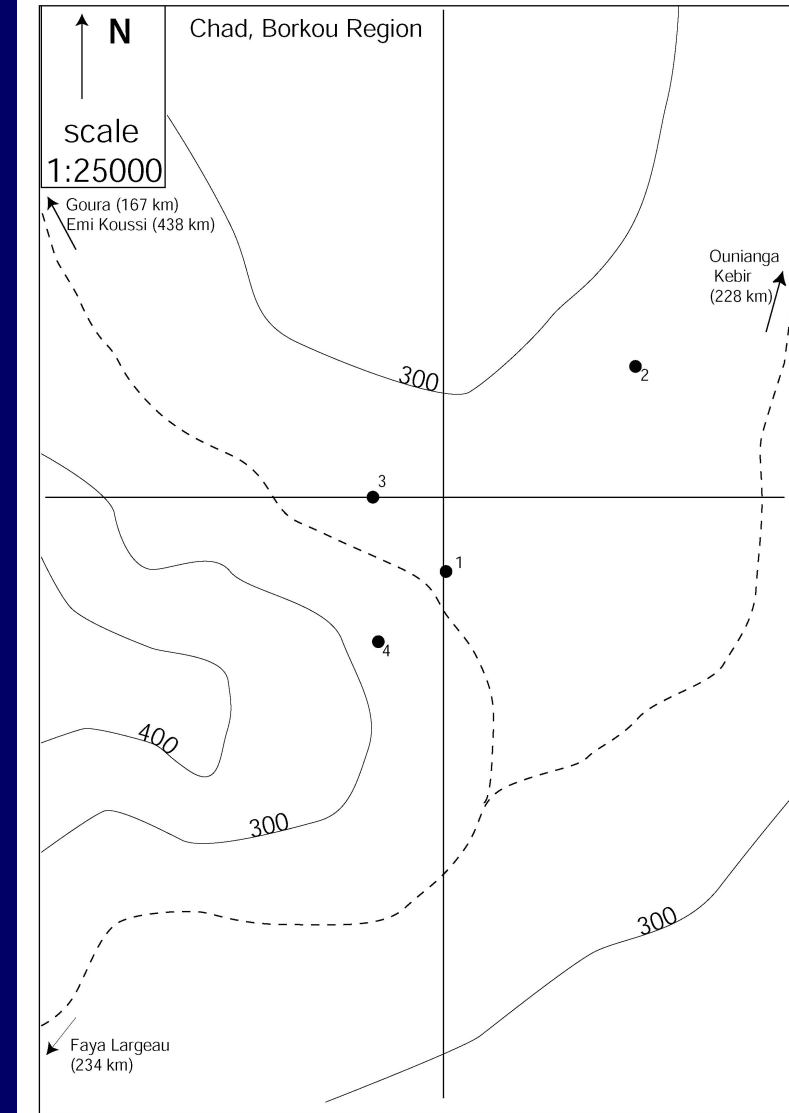 N
Chad, Borkou Region
scale
1:25000
Goura (167 km)
Emi Koussi (438 km)
Ounianga
Kebir
(228 km)
300
2
3
1
4
400
300
300
Faya Largeau
(234 km)